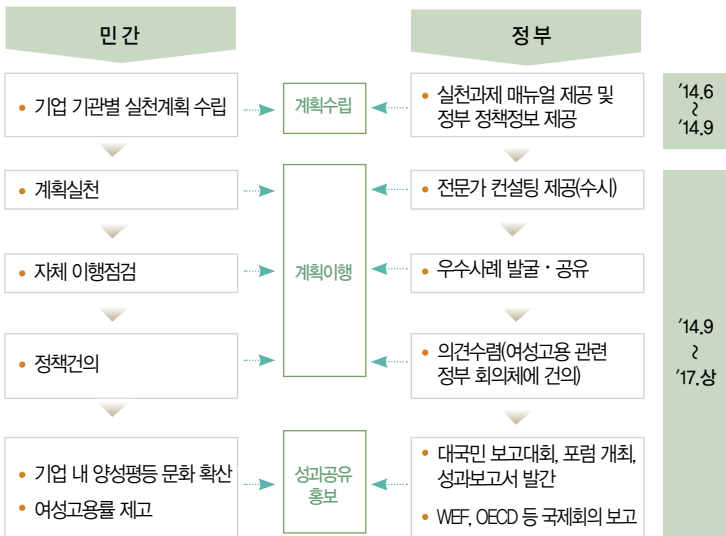 민간
정부
• 기업 기관별 실천계획 수립
계획수립
• 실천과제 매뉴얼 제공 및
정부 정책정보 제공
'14.6
~
'14.9
• 계획실천
• 전문가 컨설팅 제공(수시)
• 자체 이행점검
계획이행
• 우수사례 발굴・공유
• 정책건의
• 의견수렴(여성고용 관련
정부 회의체에 건의)
'14.9
~
'17.상
• 기업 내 양성평등 문화 확산
• 여성고용률 제고
성과공유
홍보
• 대국민 보고대회, 포럼 개최,
성과보고서 발간
• WEF, OECD 등 국제회의 보고